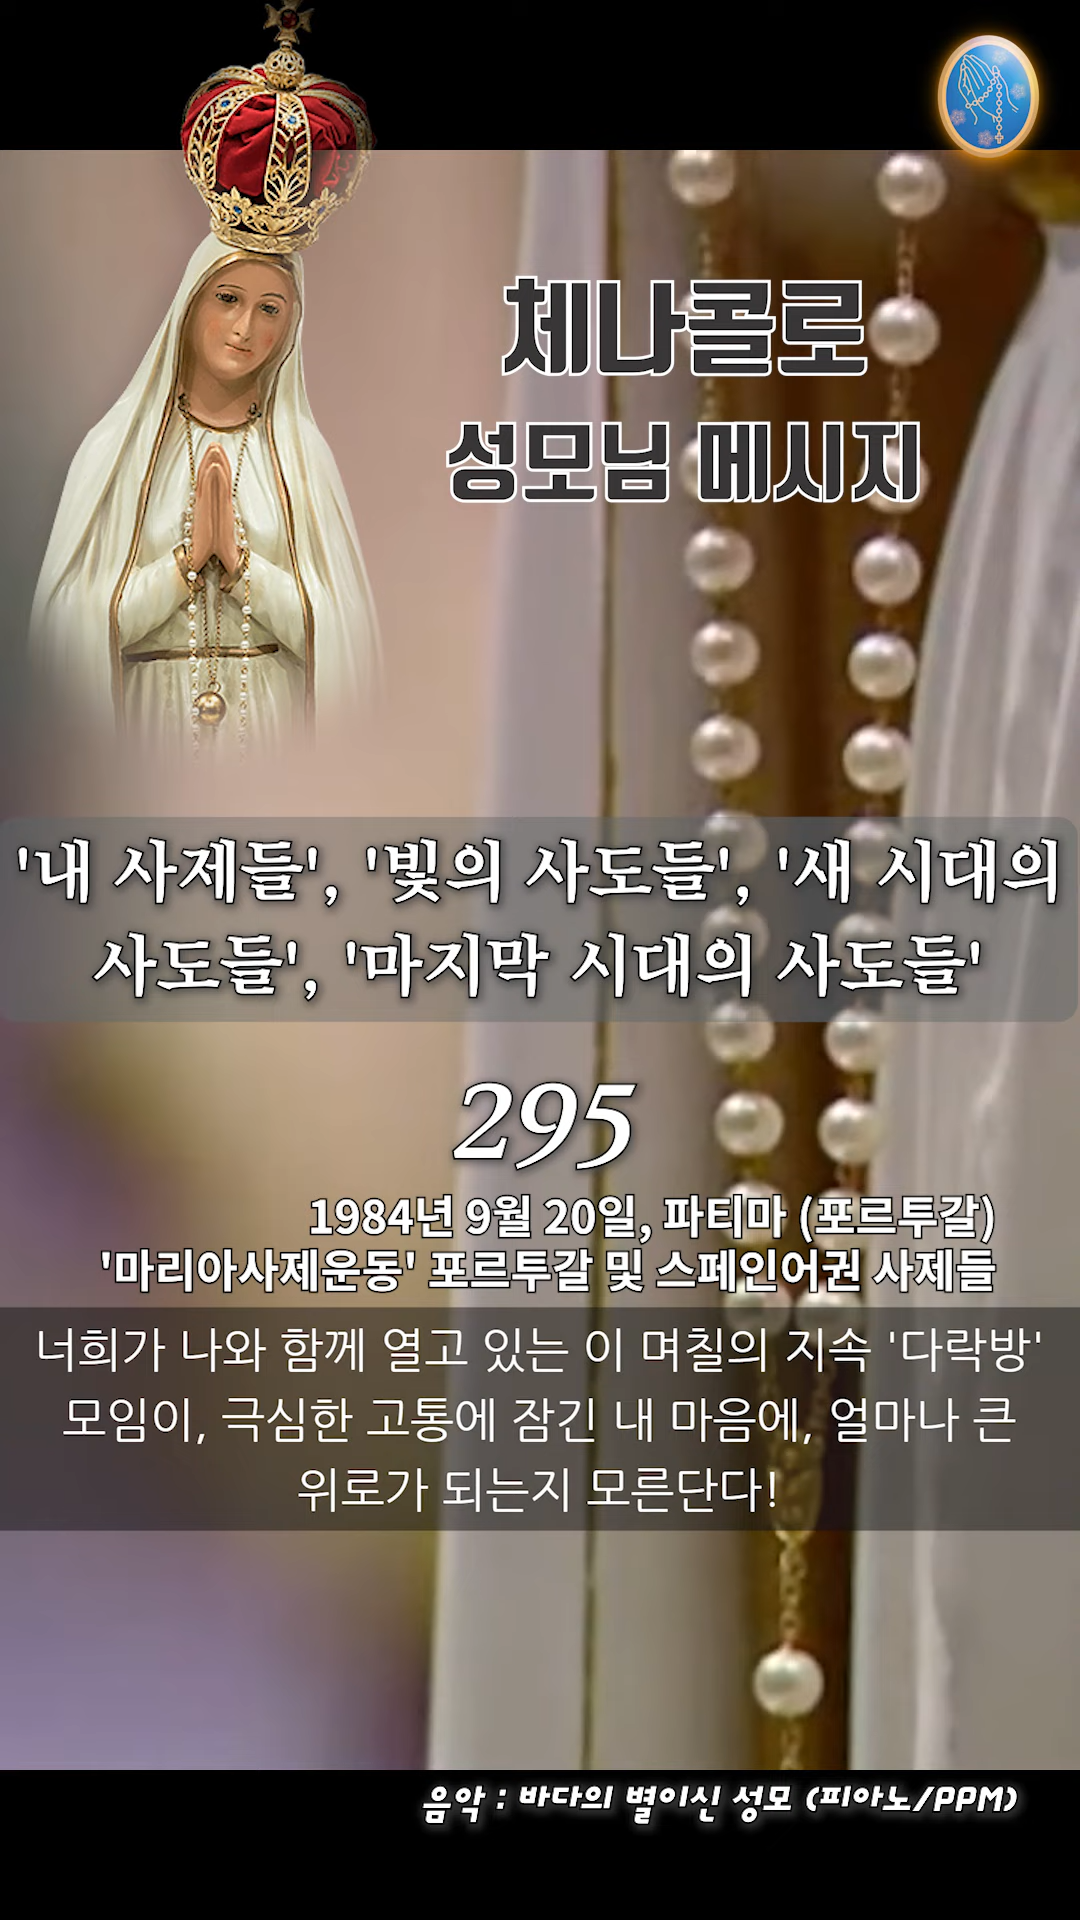 체나콜로
성모님 메시지
'내 사제들', '빛의 사도들', '새 시대의
사도들', '마지막 시대의 사도들'
295
1984년 9월 20일, 파티마 (포르투갈)
'마리아사제운동' 포르투갈 및 스페인어권 사제들
너희가 나와 함께 열고 있는 이 며칠의 지속 '다락방'
모임이, 극심한 고통에 잠긴 내 마음에, 얼마나 큰
위로가 되는지 모른단다!
음악 : 바다의 별이신 성모 (피아노/PPM)